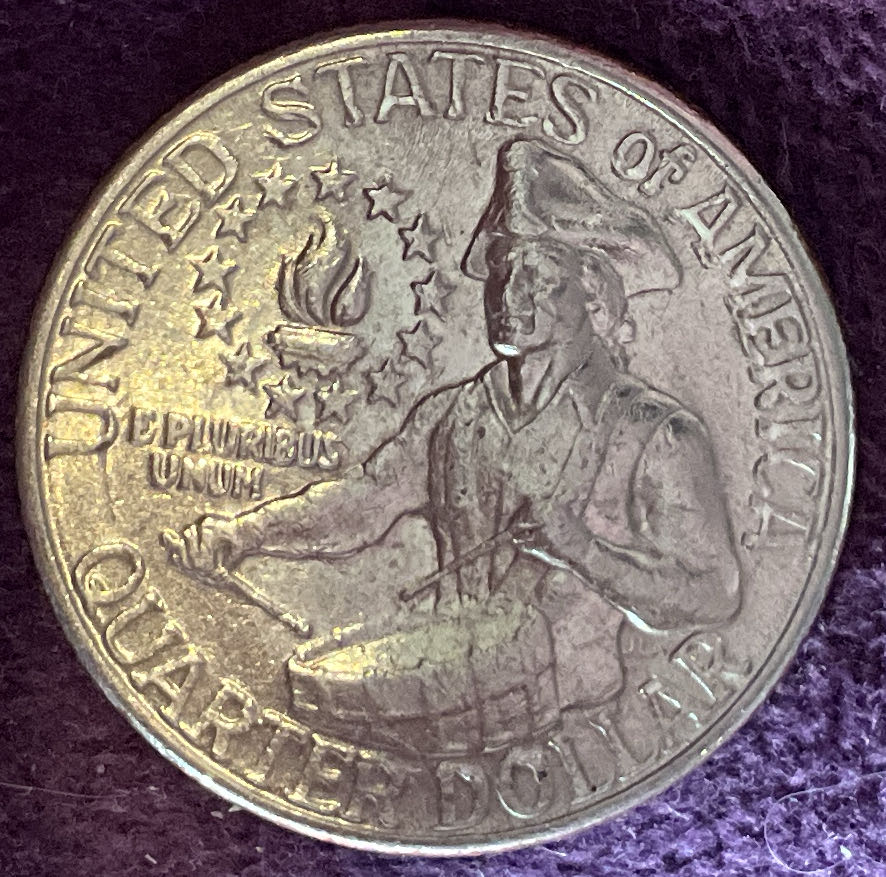 UNITED STATES of AMERICA
E PLURIBUS
UNUM
QUARTER DOLLAR